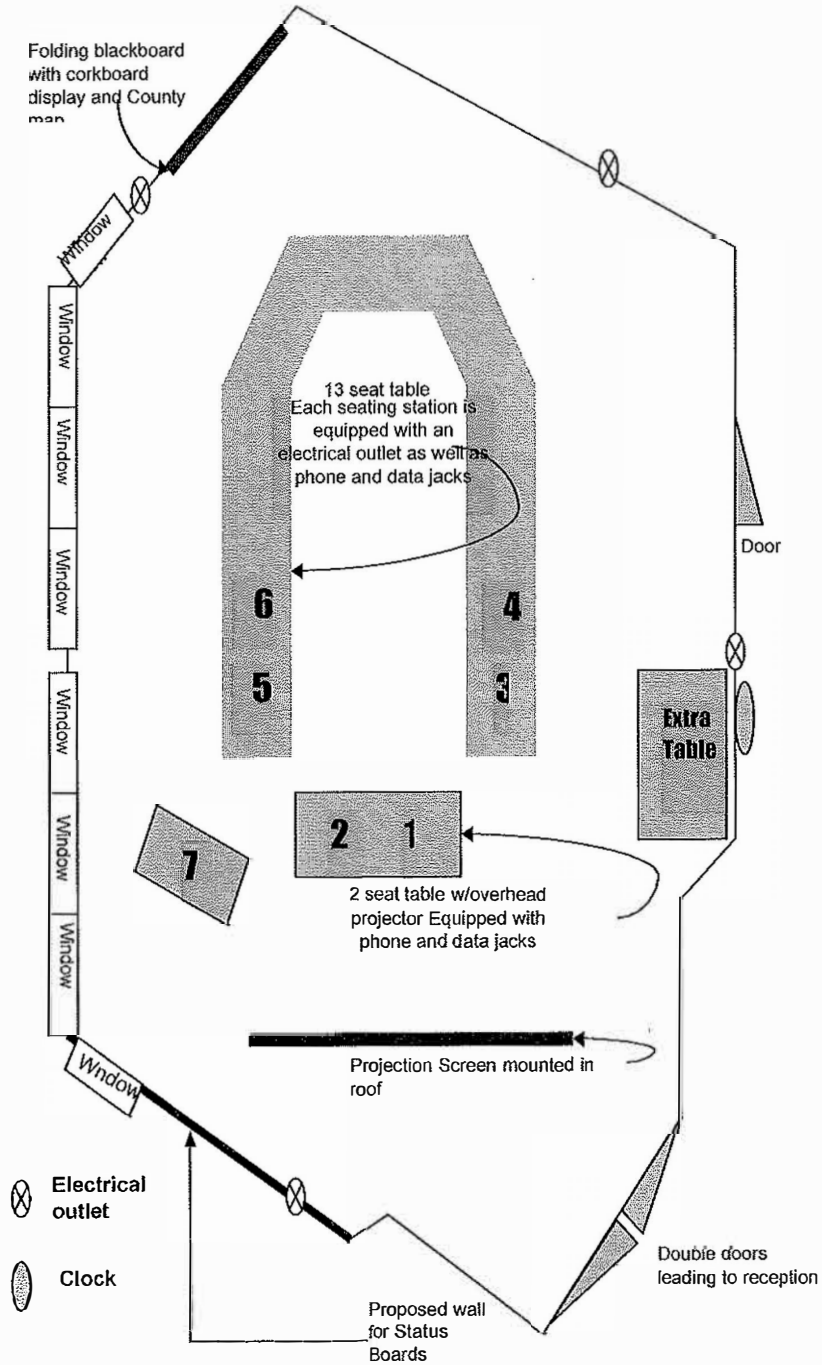 Folding blackboard
with corkboard
display and County
map
Window
Window
Window
Window
13 seat table
Each seating station is
equipped with an
electrical outlet as well as
phone and data jacks
Door
6
4
5
3
Extra
Table
Window
Window
Window
2
1
7
2 seat table w/overhead
projector Equipped with
phone and data jacks
Projection Screen mounted in
roof
Wndow
Electrical
outlet
Clock
Double doors
leading to reception
Proposed wall
for Status
Boards